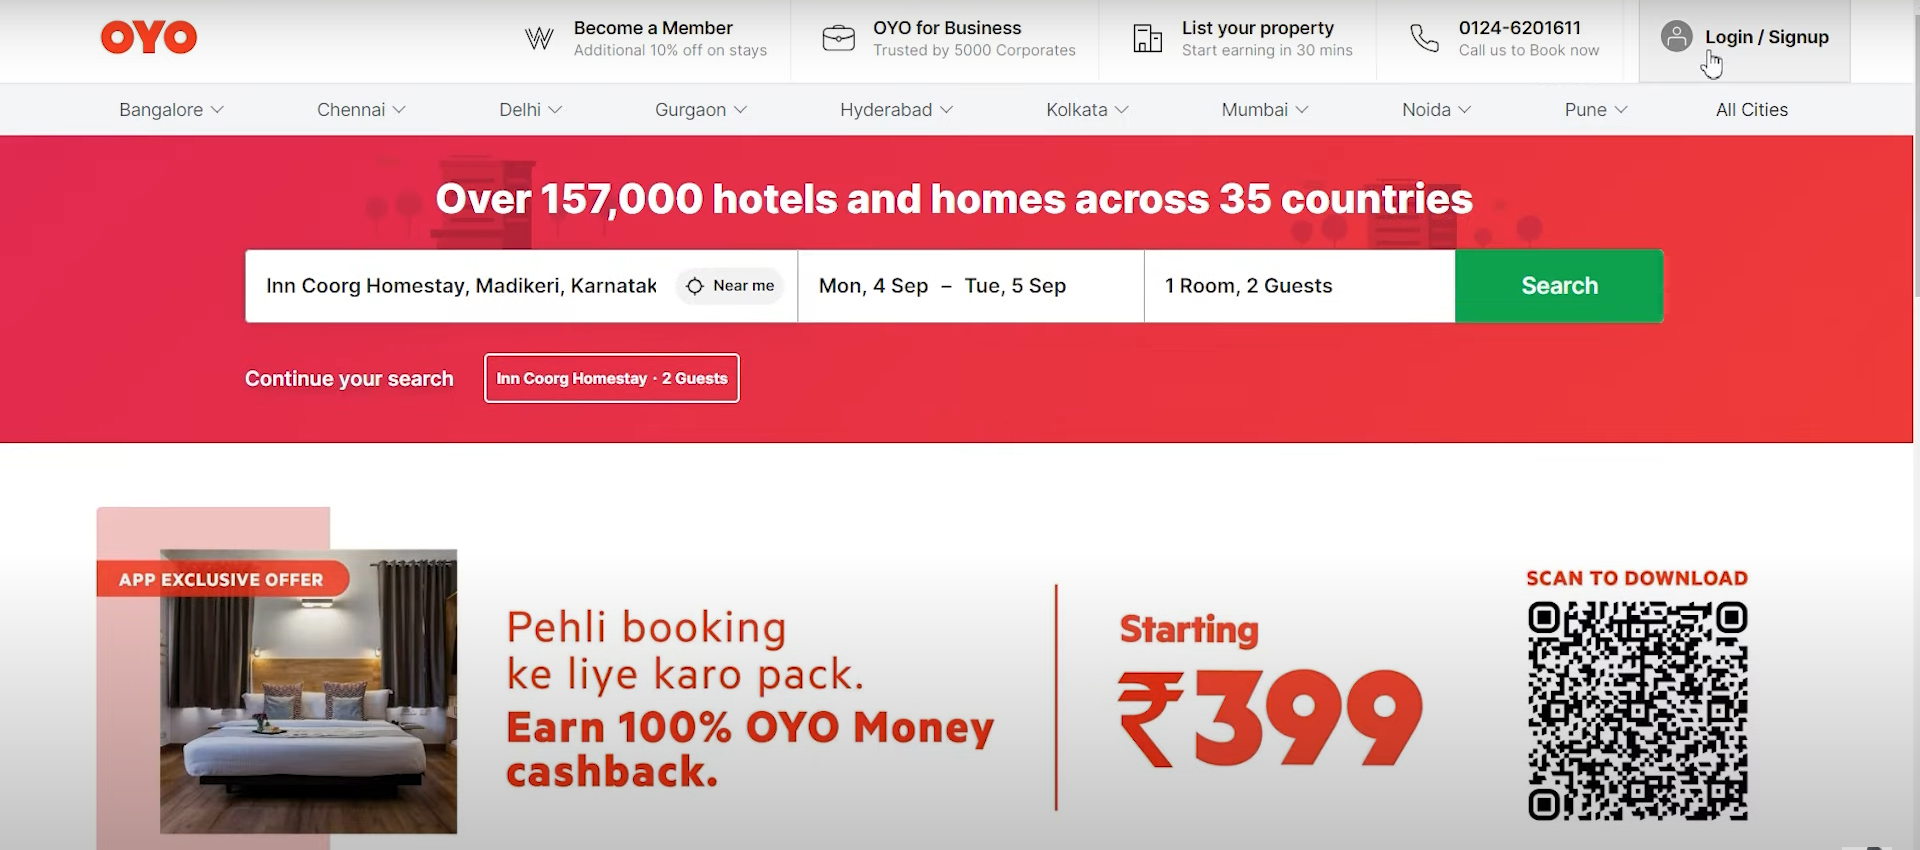 OYO
Become a Member
Additional 10% off on stays
OYO for Business
Trusted by 5000 Corporates
List your property
Start earning in 30 mins
0124-6201611
Call us to Book now
Login / Signup
Bangalore
Chennai
Delhi
Gurgaon
Hyderabad
Kolkata
Mumbai
Noida
Pune
All Cities
Over 157,000 hotels and homes across 35 countries
Inn Coorg Homestay, Madikeri, Karnatak
Near me
Mon, 4 Sep – Tue, 5 Sep
1 Room, 2 Guests
Search
Continue your search
Inn Coorg Homestay · 2 Guests
APP EXCLUSIVE OFFER
Pehli booking
ke liye karo pack.
Earn 100% OYO Money
cashback.
Starting
₹399
SCAN TO DOWNLOAD